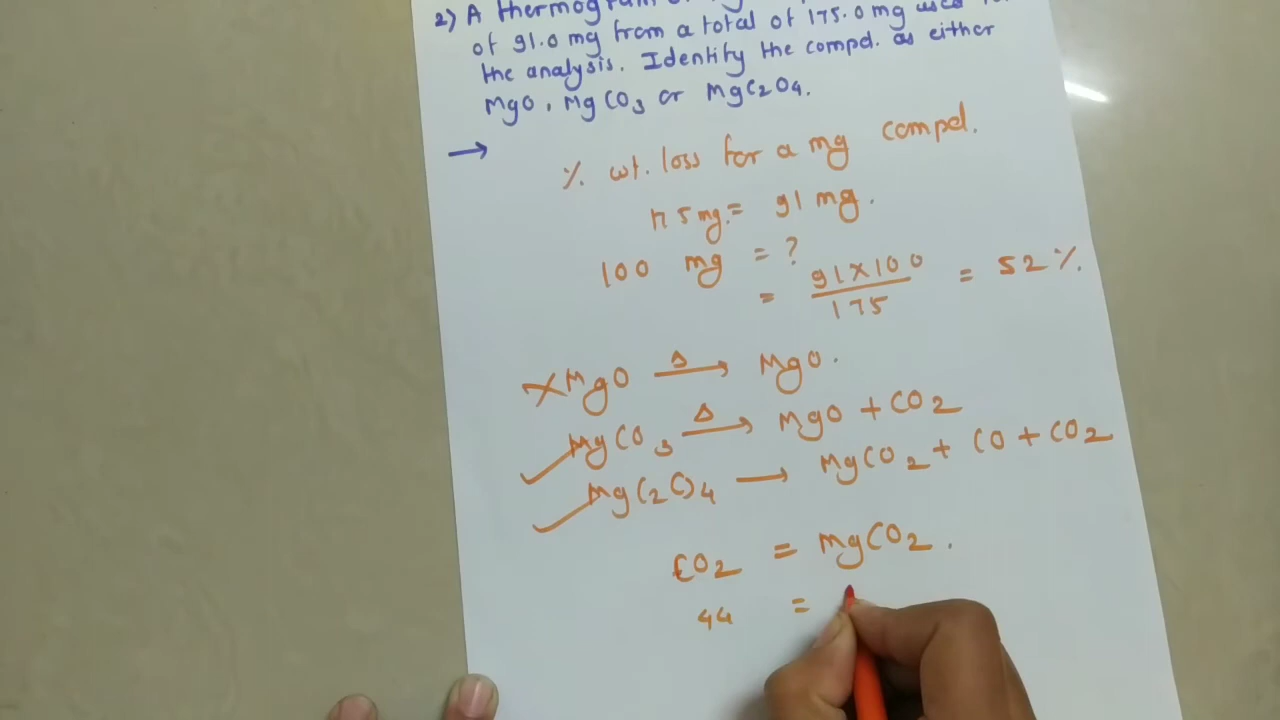 2) A thermogram of
of 91.0 mg from a total of 175.0 mg used
the analysis. Identify the compd. as either
MgO, MgCO3 or MgC2O4.
→
% wt. loss for a mg compd.
175 mg. = 91 mg.
100 mg = ?
= 91×100 / 175 = 52 %.
×MgO Δ→ MgO.
✓MgCO3 Δ→ MgO + CO2
✓MgC2O4 → MgCO2 + CO + CO2
CO2 = MgCO2.
44 =